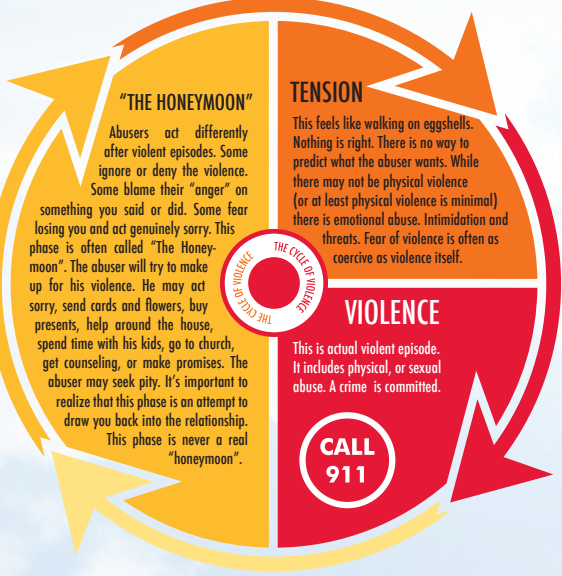 “THE HONEYMOON”
Abusers act differently
after violent episodes. Some
ignore or deny the violence.
Some blame their “anger” on
something you said or did. Some fear
losing you and act genuinely sorry. This
phase is often called “The Honey-
moon”. The abuser will try to make
up for his violence. He may act
sorry, send cards and flowers, buy
presents, help around the house,
spend time with his kids, go to church,
get counseling, or make promises. The
abuser may seek pity. It’s important to
realize that this phase is an attempt to
draw you back into the relationship.
This phase is never a real
“honeymoon”.
TENSION
This feels like walking on eggshells.
Nothing is right. There is no way to
predict what the abuser wants. While
there may not be physical violence
(or at least physical violence is minimal)
there is emotional abuse. Intimidation and
threats. Fear of violence is often as
coercive as violence itself.
THE CYCLE OF VIOLENCE
THE CYCLE OF VIOLENCE
VIOLENCE
This is actual violent episode.
It includes physical, or sexual
abuse. A crime is committed.
CALL
911